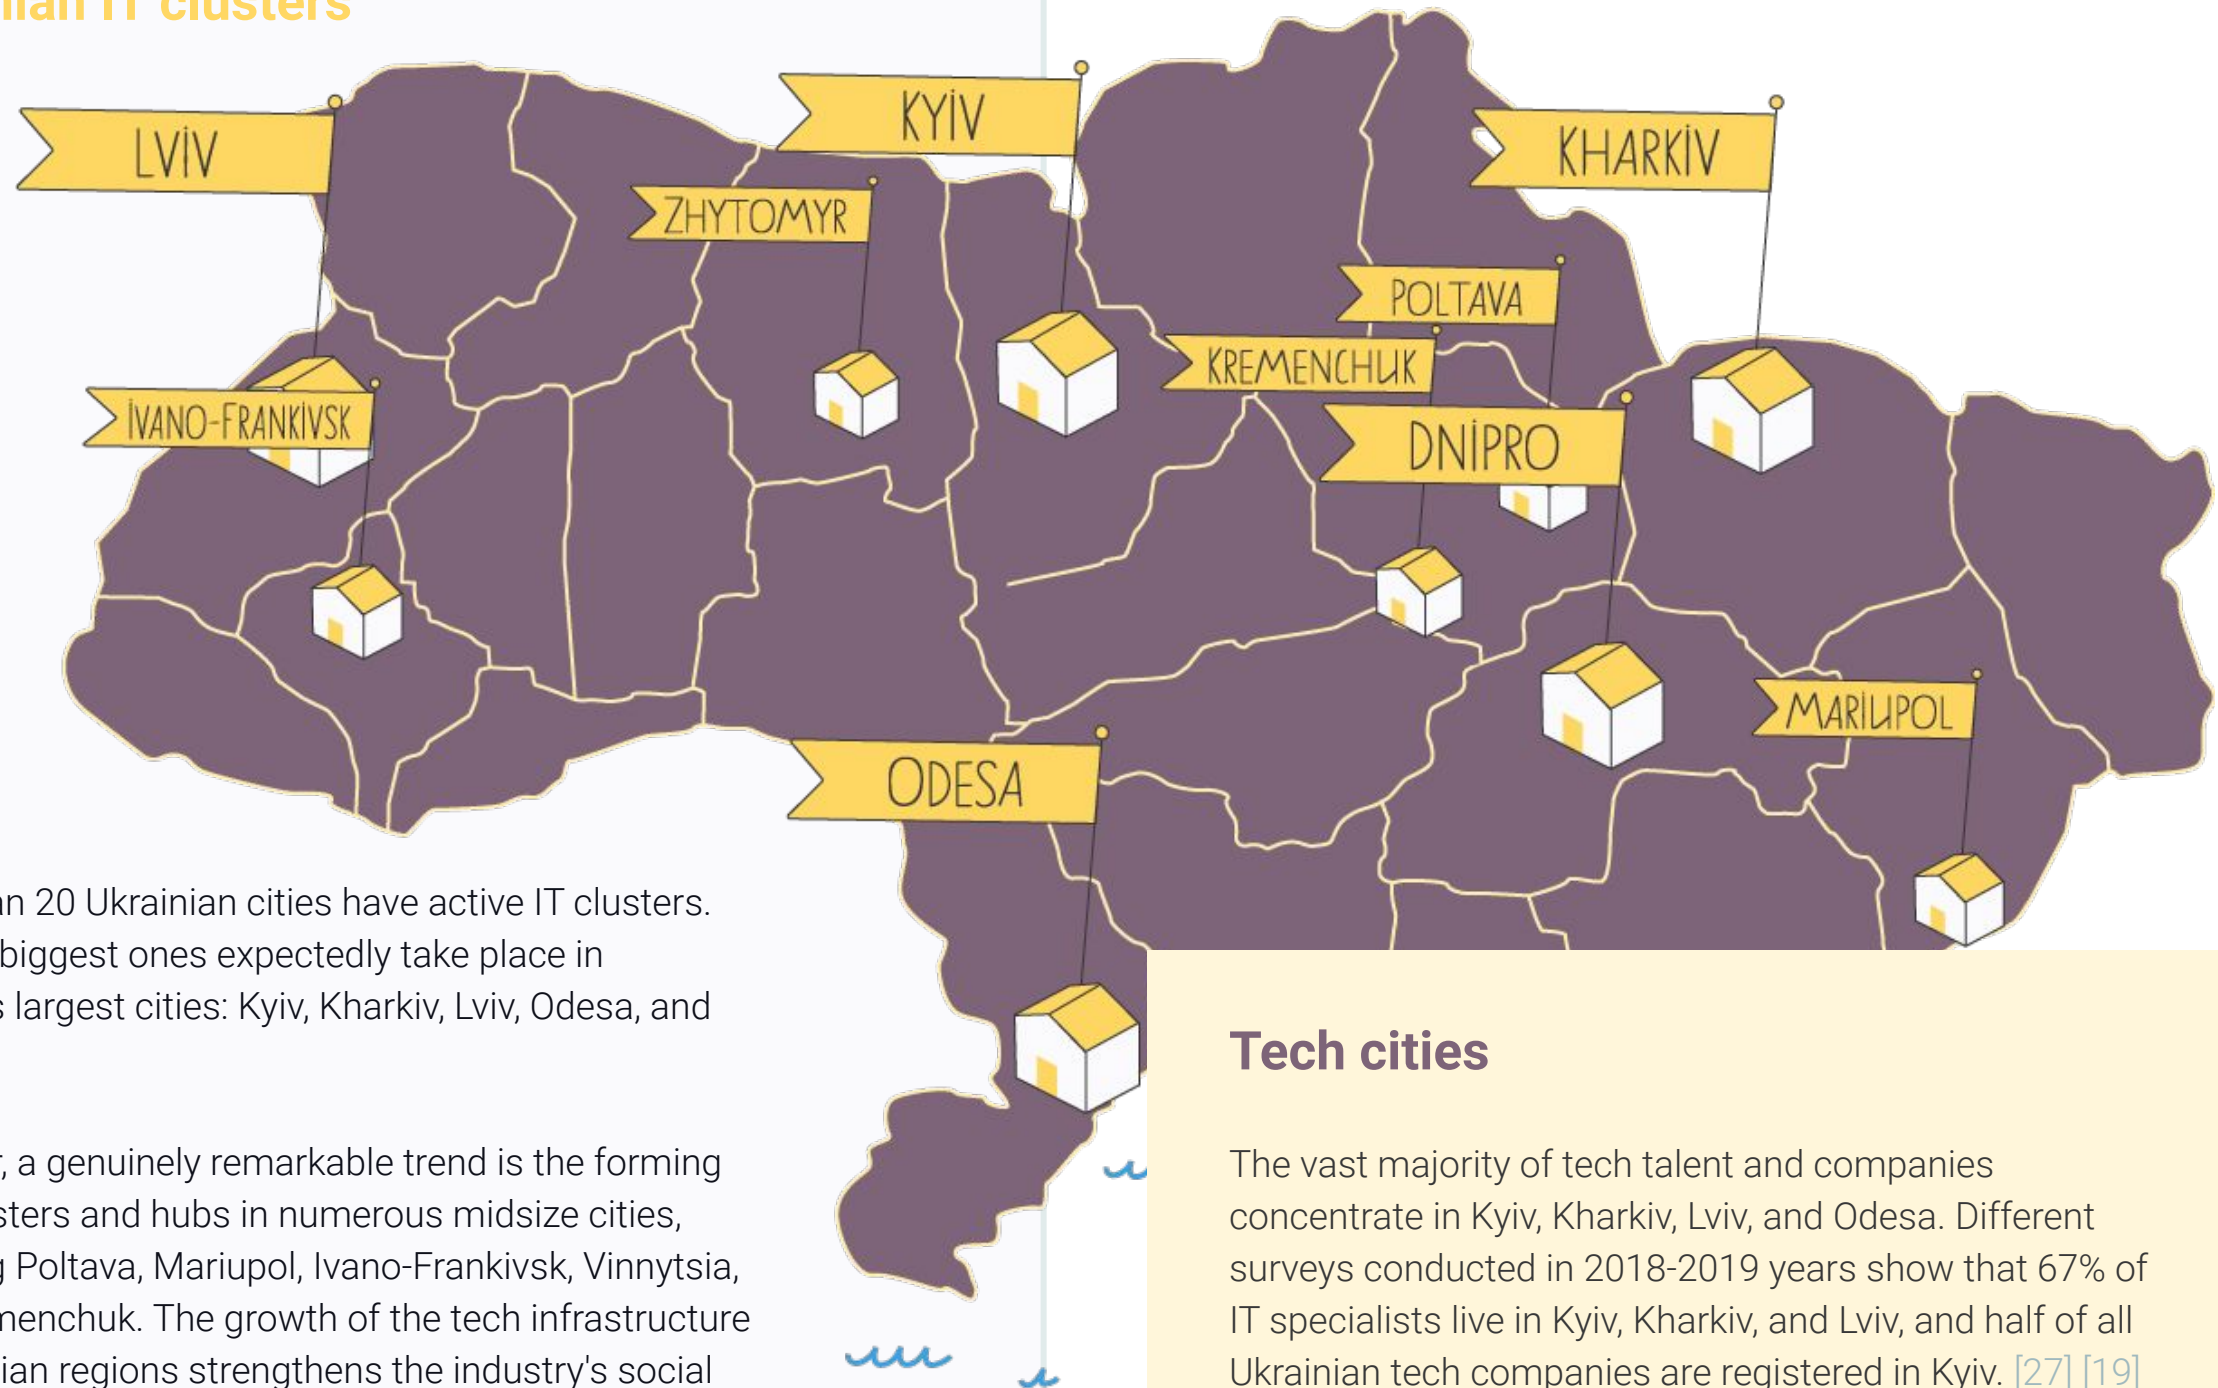 IT clusters
LVIV
KYIV
KHARKIV
ZHYTOMYR
POLTAVA
KREMENCHUK
IVANO-FRANKIVSK
DNIPRO
MARIUPOL
ODESA
20 Ukrainian cities have active IT clusters.
biggest ones expectedly take place in
largest cities: Kyiv, Kharkiv, Lviv, Odesa, and
a genuinely remarkable trend is the forming
and hubs in numerous midsize cities,
Poltava, Mariupol, Ivano-Frankivsk, Vinnytsia,
The growth of the tech infrastructure
regions strengthens the industry's social
Tech cities
The vast majority of tech talent and companies
concentrate in Kyiv, Kharkiv, Lviv, and Odesa. Different
surveys conducted in 2018-2019 years show that 67% of
IT specialists live in Kyiv, Kharkiv, and Lviv, and half of all
Ukrainian tech companies are registered in Kyiv. [27] [19]